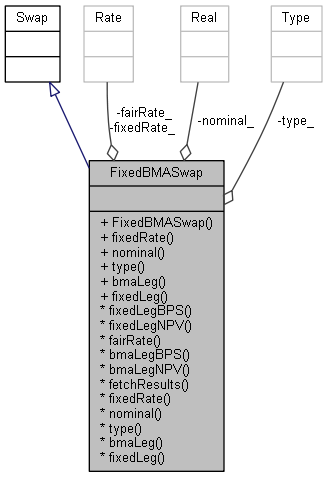 Swap
Rate
Real
Type
-fairRate_
-fixedRate_
-nominal_
-type_
FixedBMASwap
+ FixedBMASwap()
+ fixedRate()
+ nominal()
+ type()
+ bmaLeg()
+ fixedLeg()
* fixedLegBPS()
* fixedLegNPV()
* fairRate()
* bmaLegBPS()
* bmaLegNPV()
* fetchResults()
* fixedRate()
* nominal()
* type()
* bmaLeg()
* fixedLeg()